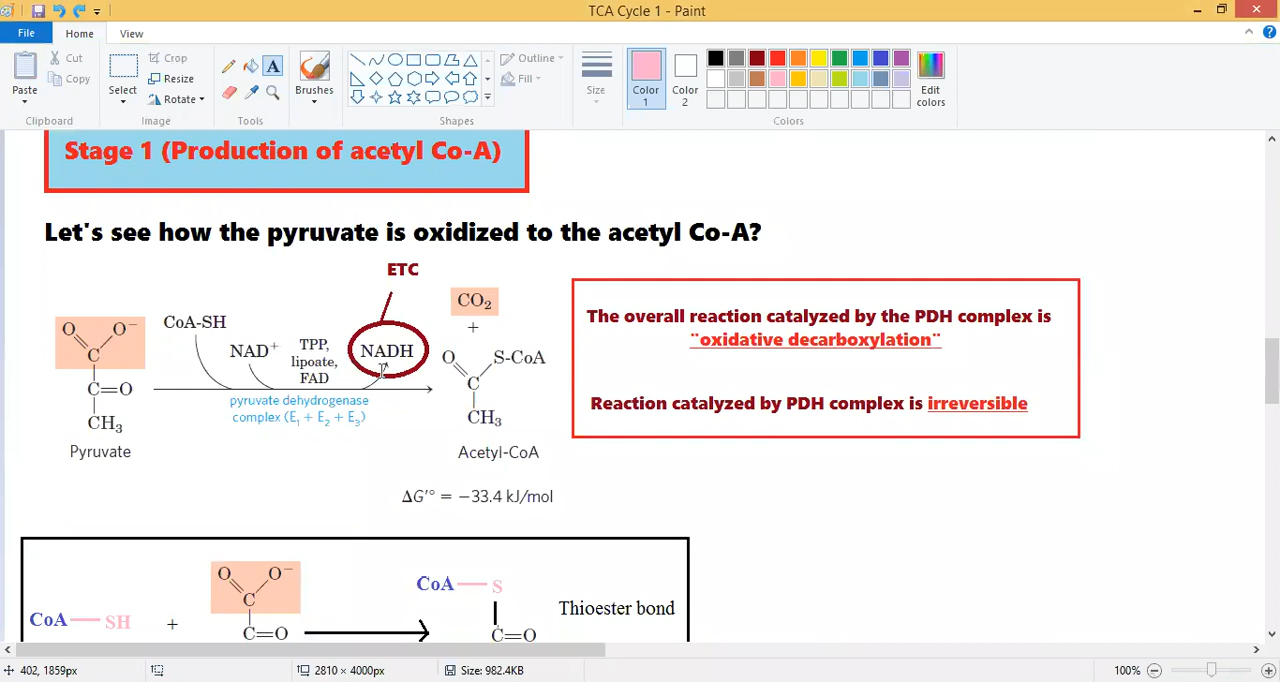 TCA Cycle 1 - Paint
File
Home
View
Paste
Cut
Copy
Clipboard
Select
Crop
Resize
Rotate
Image
A
Tools
Brushes
Shapes
Outline
Fill
Size
Color
1
Color
2
Edit
colors
Colors
Stage 1 (Production of acetyl Co-A)
Let's see how the pyruvate is oxidized to the acetyl Co-A?
ETC
CO₂
+
O O⁻
C
C=O
CH₃
Pyruvate
CoA-SH
NAD⁺
TPP,
lipoate,
FAD
NADH
pyruvate dehydrogenase
complex (E₁ + E₂ + E₃)
O S-CoA
C
CH₃
Acetyl-CoA
ΔG′° = −33.4 kJ/mol
The overall reaction catalyzed by the PDH complex is
¨oxidative decarboxylation¨
Reaction catalyzed by PDH complex is irreversible
CoA SH
+
O O⁻
C
C=O
CoA S
C=O
Thioester bond
402, 1859px
2810 × 4000px
Size: 982.4KB
100%